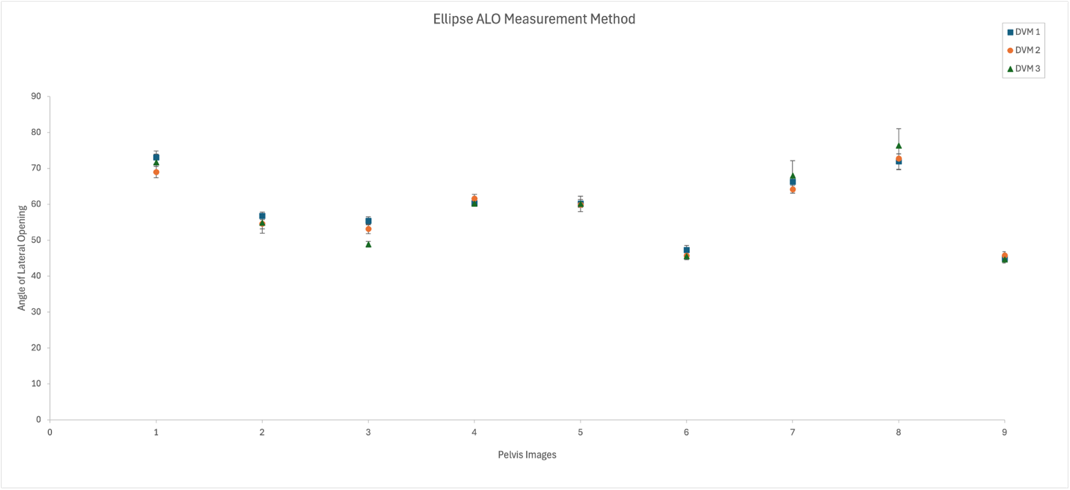 Ellipse ALO Measurement Method
DVM 1
DVM 2
DVM 3
Angle of Lateral Opening
90
80
70
60
50
40
30
20
10
0
0 1 2 3 4 5 6 7 8 9
Pelvis Images